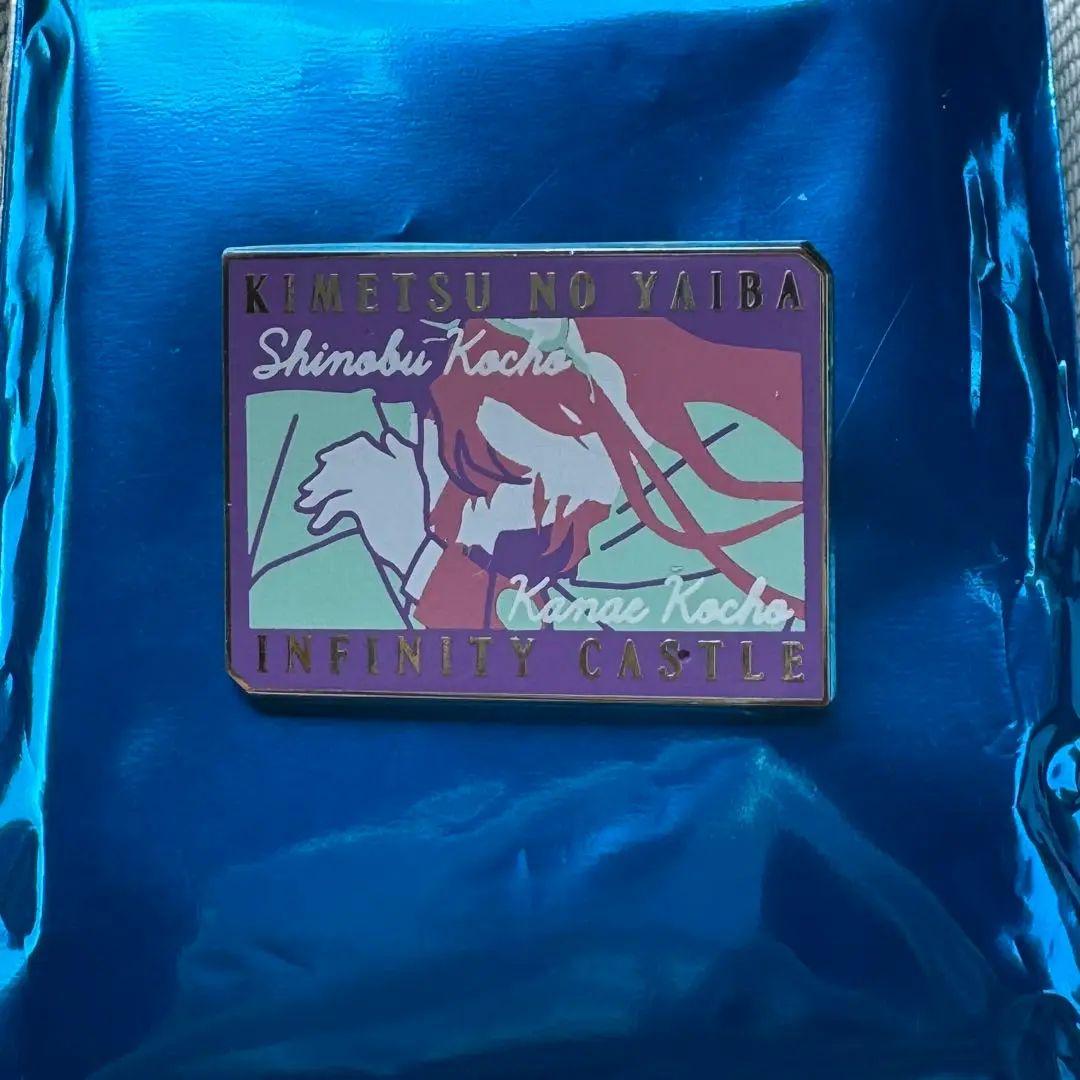 KIMETSU NO YAIBA
Shinobu Kocho
Kanae Kocho
INFINITY CASTLE